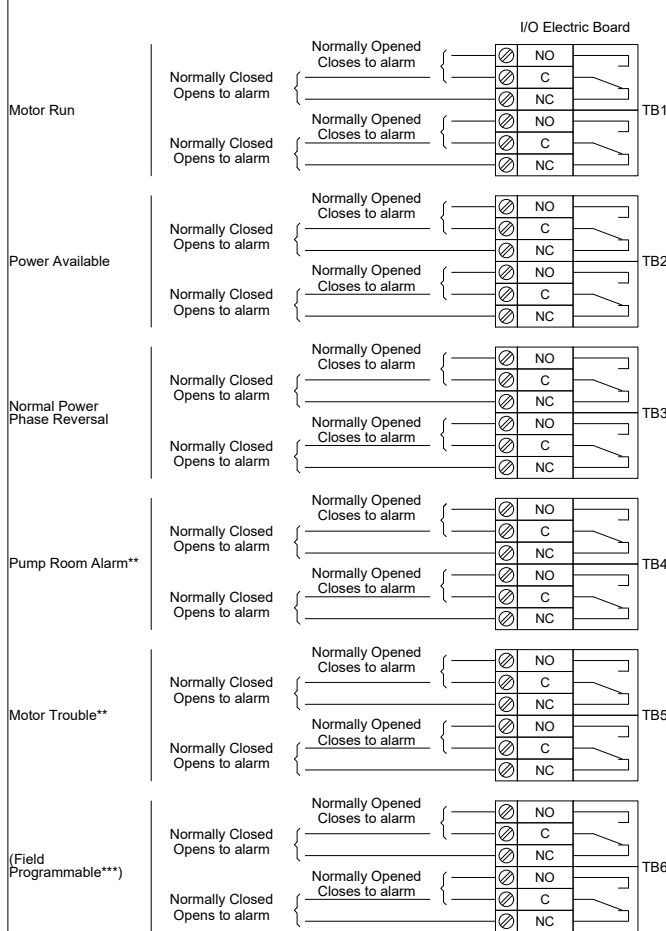 I/O Electric Board
Motor Run
Normally Opened
Closes to alarm
Normally Closed
Opens to alarm
Normally Opened
Closes to alarm
Normally Closed
Opens to alarm
NO
C
NC
NO
C
NC
TB1
Power Available
Normally Opened
Closes to alarm
Normally Closed
Opens to alarm
Normally Opened
Closes to alarm
Normally Closed
Opens to alarm
NO
C
NC
NO
C
NC
TB2
Normal Power
Phase Reversal
Normally Opened
Closes to alarm
Normally Closed
Opens to alarm
Normally Opened
Closes to alarm
Normally Closed
Opens to alarm
NO
C
NC
NO
C
NC
TB3
Pump Room Alarm**
Normally Opened
Closes to alarm
Normally Closed
Opens to alarm
Normally Opened
Closes to alarm
Normally Closed
Opens to alarm
NO
C
NC
NO
C
NC
TB4
Motor Trouble**
Normally Opened
Closes to alarm
Normally Closed
Opens to alarm
Normally Opened
Closes to alarm
Normally Closed
Opens to alarm
NO
C
NC
NO
C
NC
TB5
(Field
Programmable***)
Normally Opened
Closes to alarm
Normally Closed
Opens to alarm
Normally Opened
Closes to alarm
Normally Closed
Opens to alarm
NO
C
NC
NO
C
NC
TB6